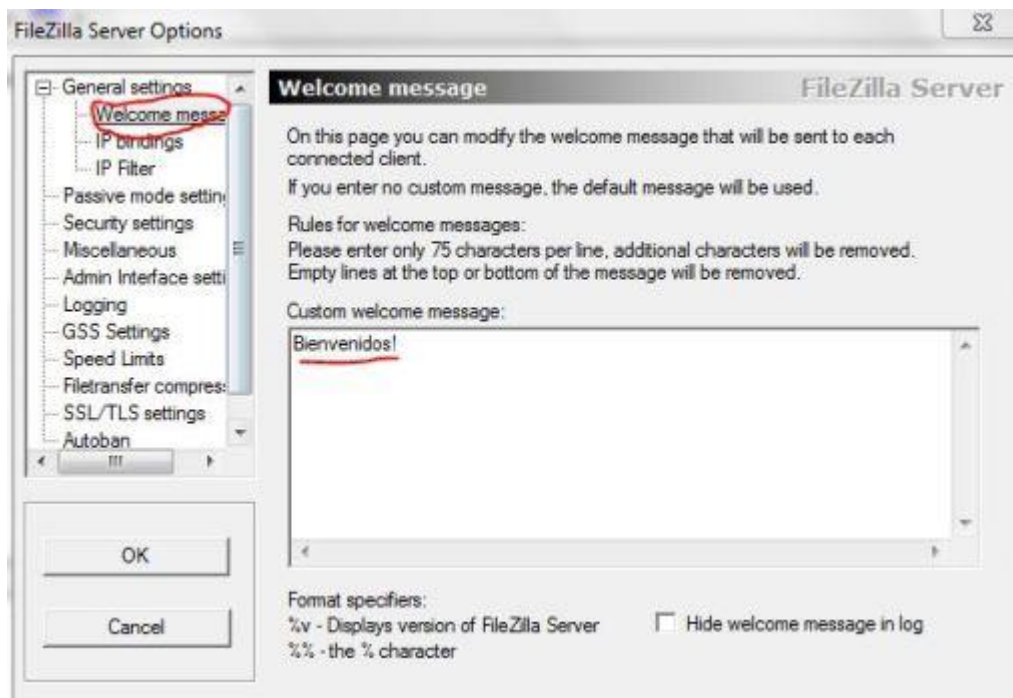 FileZilla Server Options
General settings
Welcome messa
IP bindings
IP Filter
Passive mode settin
Security settings
Miscellaneous
Admin Interface setti
Logging
GSS Settings
Speed Limits
Filetransfer compres
SSL/TLS settings
Autoban
OK
Cancel
Welcome message
FileZilla Server
On this page you can modify the welcome message that will be sent to each
connected client.
If you enter no custom message, the default message will be used.
Rules for welcome messages:
Please enter only 75 characters per line, additional characters will be removed.
Empty lines at the top or bottom of the message will be removed.
Custom welcome message:
Bienvenidos!
Format specifiers:
%v - Displays version of FileZilla Server
%% - the % character
Hide welcome message in log